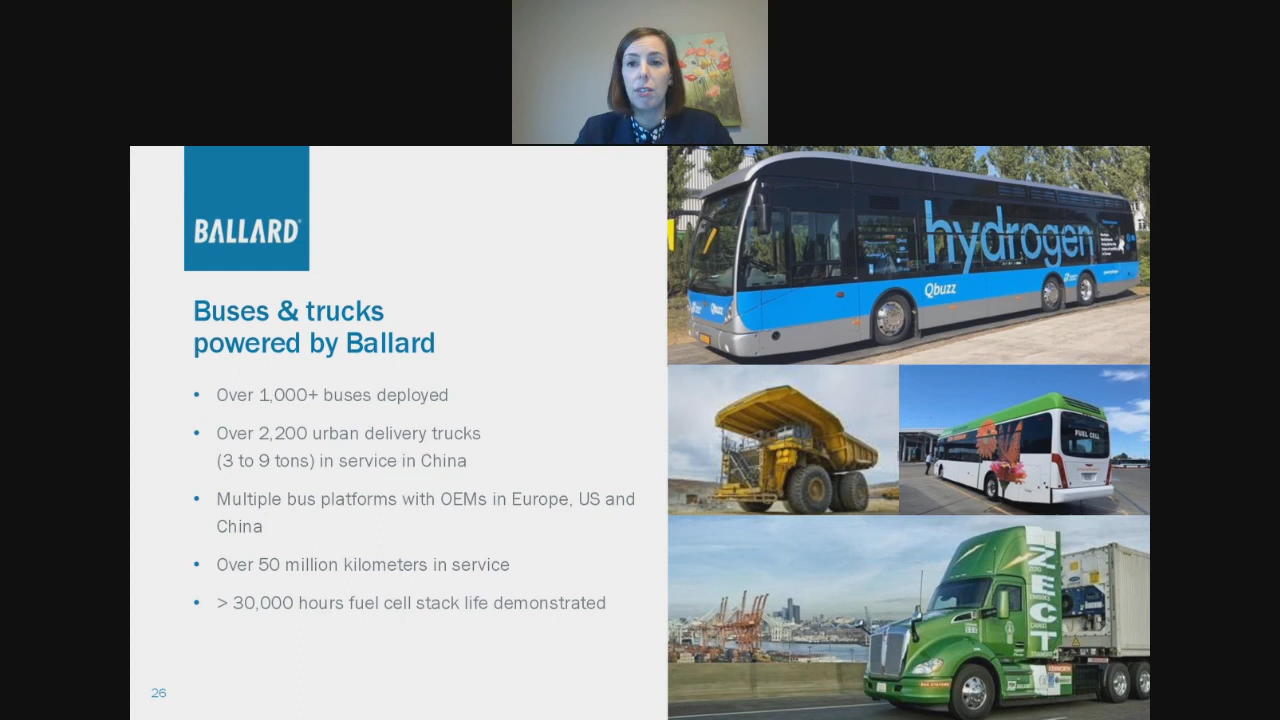 BALLARD
Buses & trucks
powered by Ballard
• Over 1,000+ buses deployed
• Over 2,200 urban delivery trucks
(3 to 9 tons) in service in China
• Multiple bus platforms with OEMs in Europe, US and
China
• Over 50 million kilometers in service
• > 30,000 hours fuel cell stack life demonstrated
26
hydrogen
Qbuzz
Qbuzz
FUEL CELL
ZECT